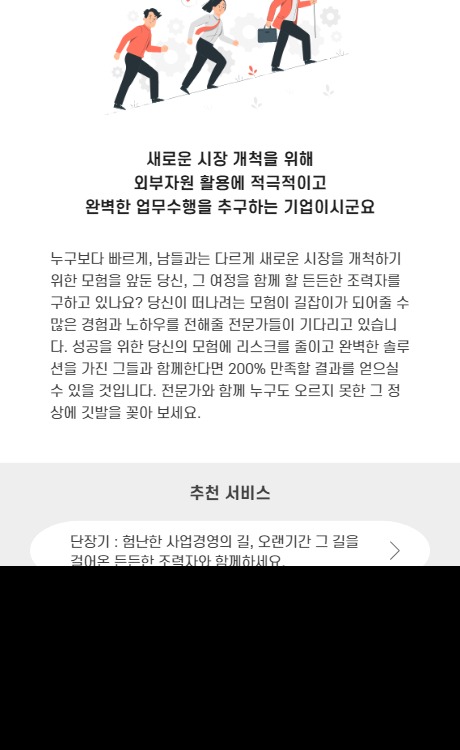 새로운 시장 개척을 위해
외부자원 활용에 적극적이고
완벽한 업무수행을 추구하는 기업이시군요
누구보다 빠르게, 남들과는 다르게 새로운 시장을 개척하기
위한 모험을 앞둔 당신, 그 여정을 함께 할 든든한 조력자를
구하고 있나요? 당신이 떠나려는 모험이 길잡이가 되어줄 수
많은 경험과 노하우를 전해줄 전문가들이 기다리고 있습니
다. 성공을 위한 당신의 모험에 리스크를 줄이고 완벽한 솔루
션을 가진 그들과 함께한다면 200% 만족할 결과를 얻으실
수 있을 것입니다. 전문가와 함께 누구도 오르지 못한 그 정
상에 깃발을 꽂아 보세요.
추천 서비스
단장기 : 험난한 사업경영의 길, 오랜기간 그 길을
걸어온 든든한 조력자와 함께하세요.